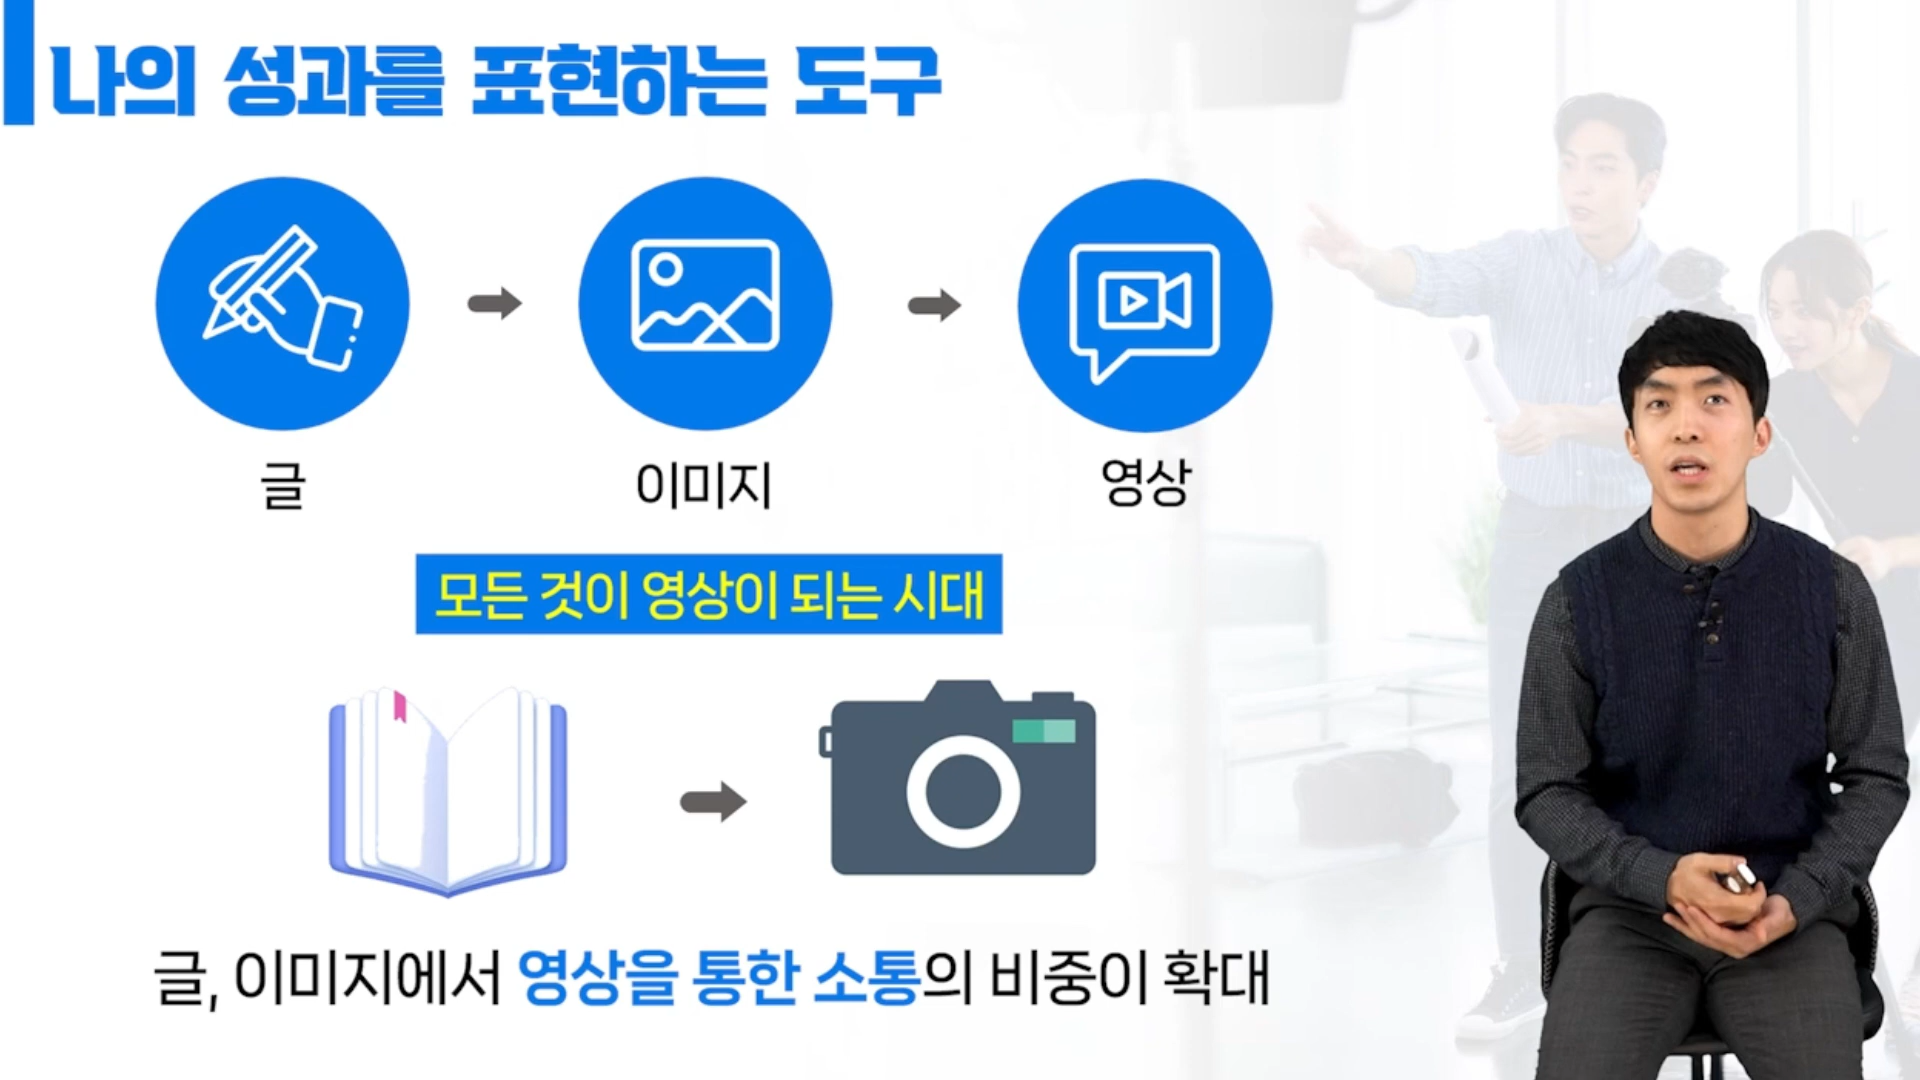 나의 성과를 표현하는 도구
글
이미지
영상
모든 것이 영상이 되는 시대
글, 이미지에서 영상을 통한 소통의 비중이 확대